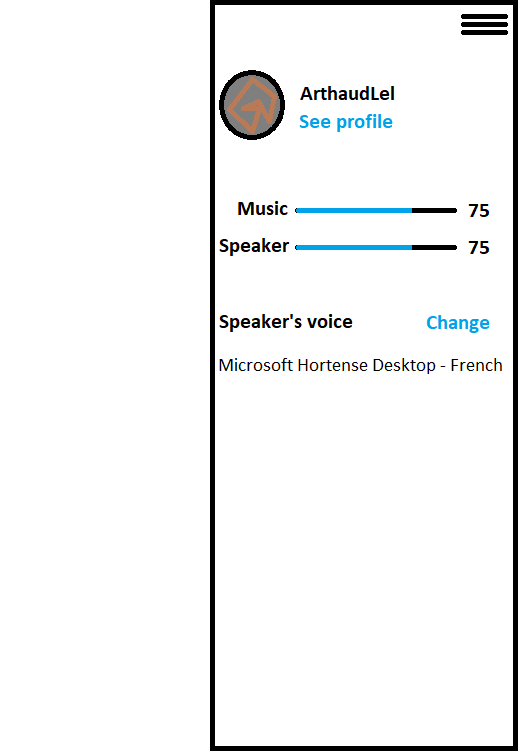 ArthaudLel
See profile
Music 75
Speaker 75
Speaker's voice Change
Microsoft Hortense Desktop - French